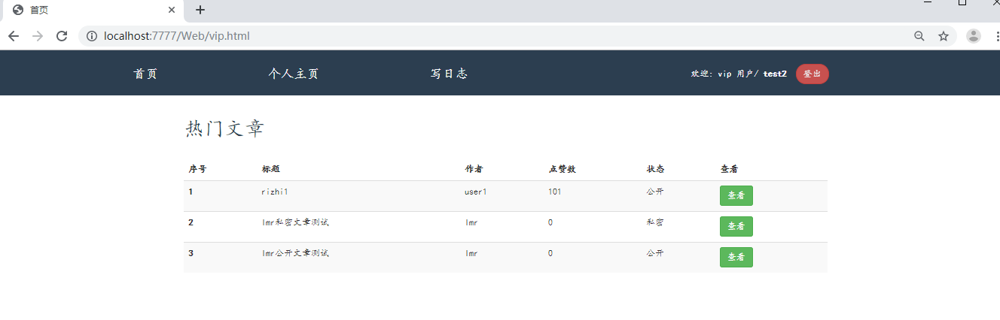 首页
localhost:7777/Web/vip.html
首页 个人主页 写日志 欢迎: vip 用户/ test2 登出
热门文章
序号 标题 作者 点赞数 状态 查看
1 rizhi1 user1 101 公开 查看
2 lmr私密文章测试 lmr 0 私密 查看
3 lmr公开文章测试 lmr 0 公开 查看